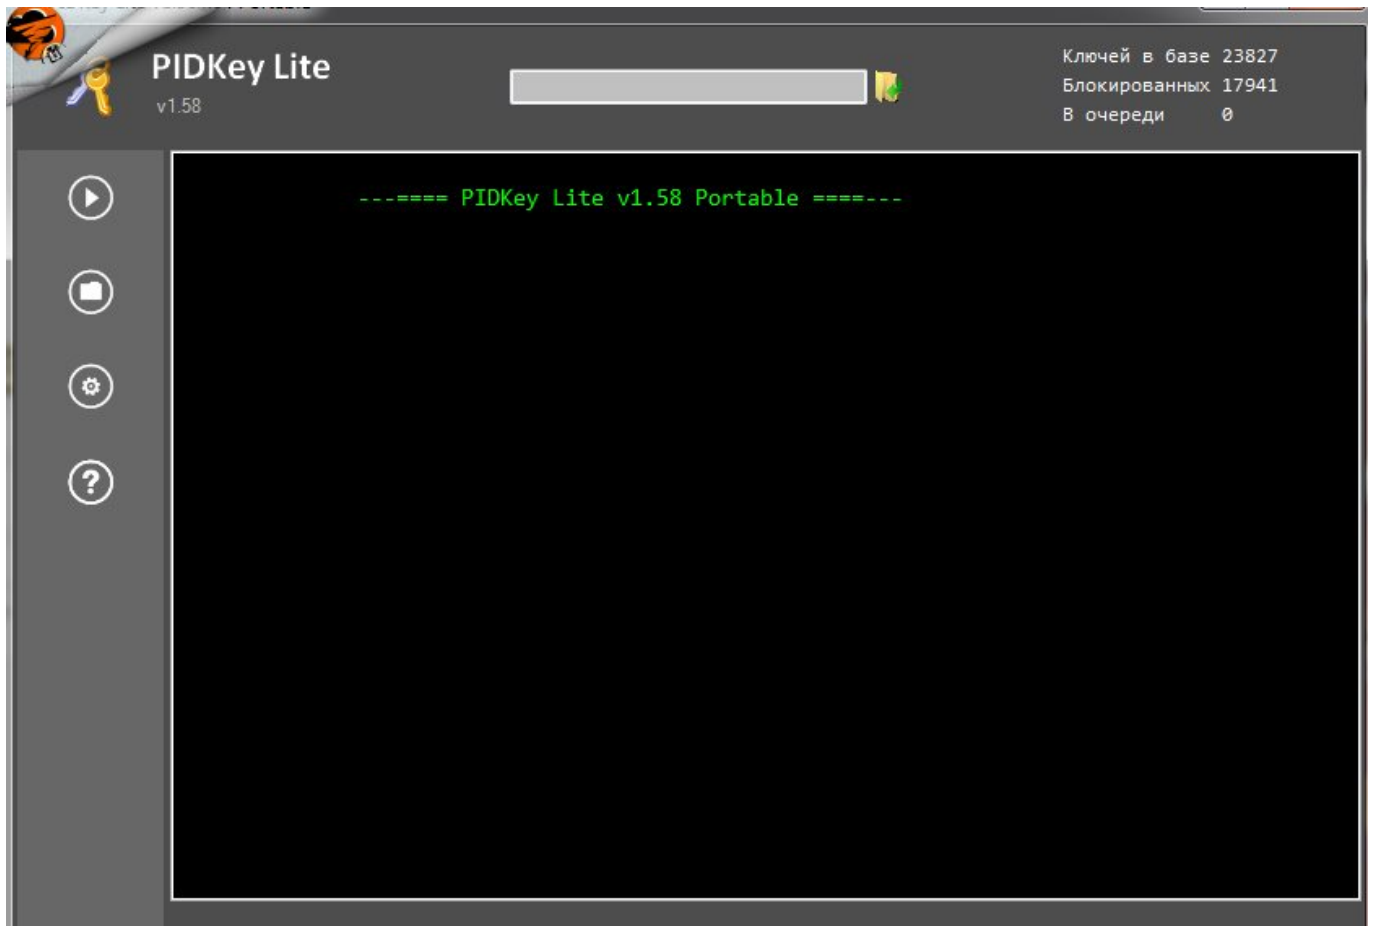 PIDKey Lite
v1.58
Ключей в базе 23827
Блокированных 17941
В очереди 0
---==== PIDKey Lite v1.58 Portable ====---